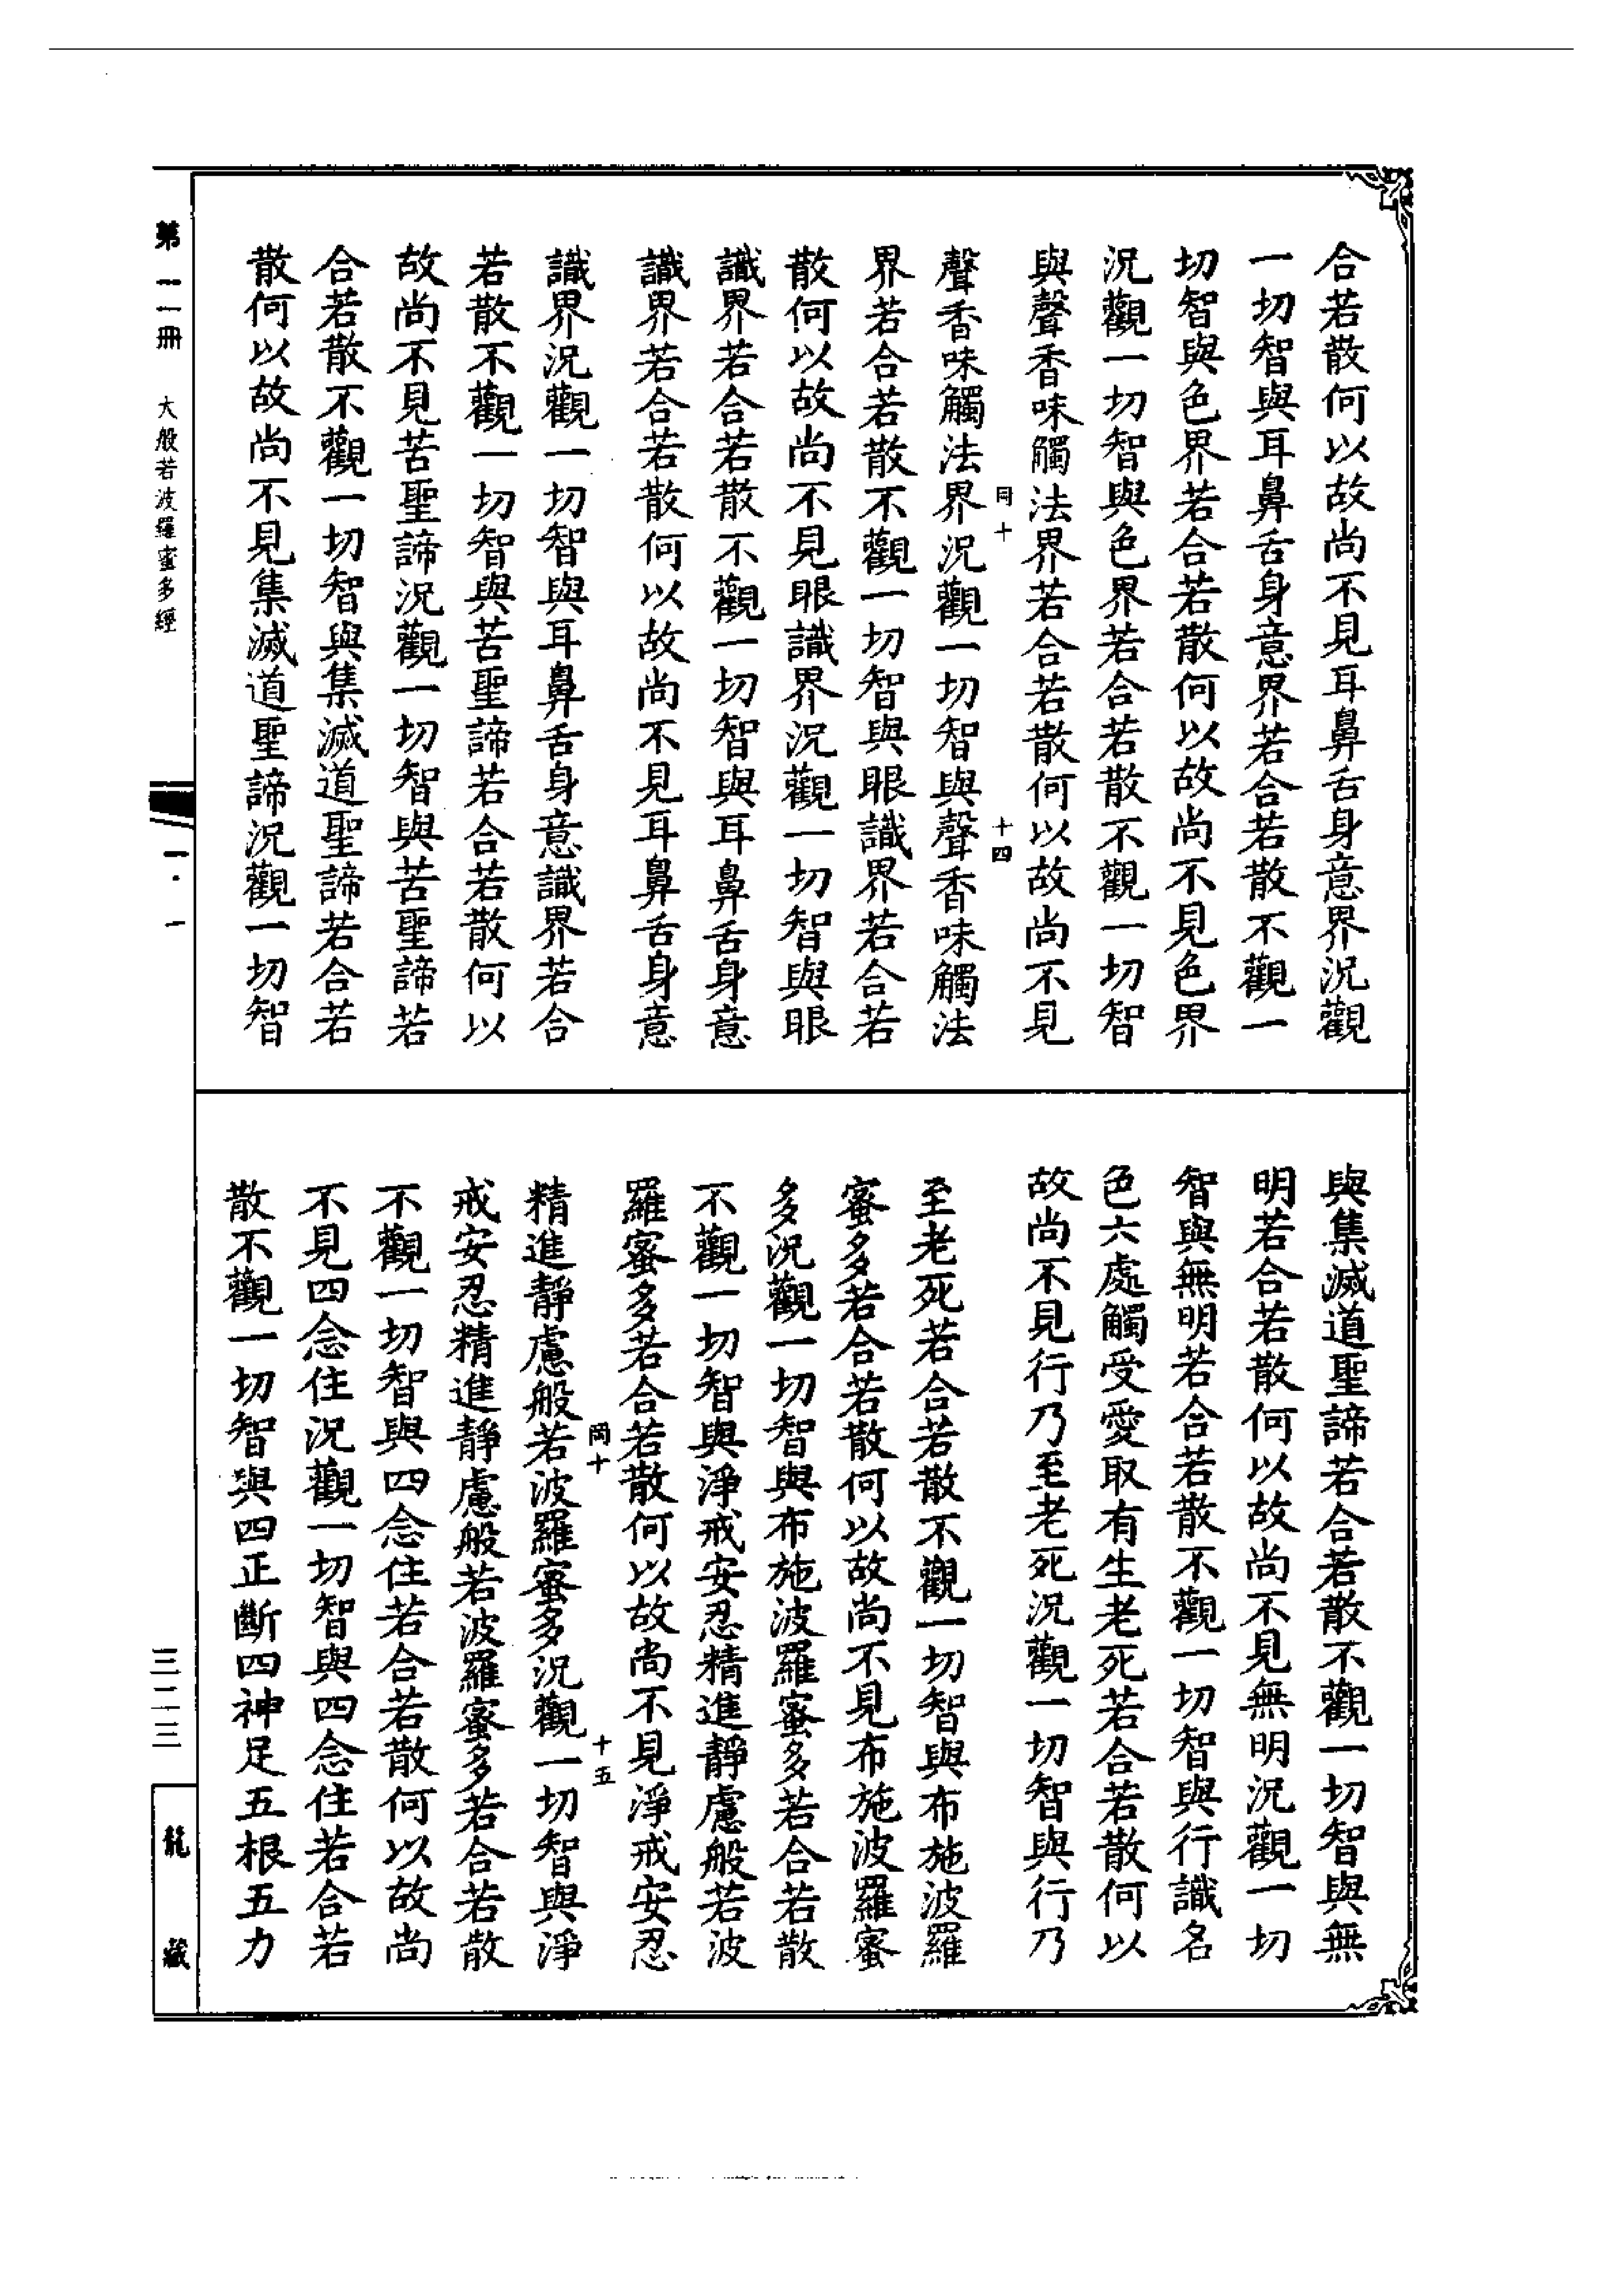 合若散何以故尚不見耳鼻舌身意界況觀
一切智與耳鼻舌身意界若合若散不觀一
切智與色界若合若散何以故尚不見色界
況觀一切智與色界若合若散不觀一切智
與聲香味觸法界若合若散何以故尚不見
岡十
十四
聲香味觸法界況觀一切智與聲香味觸法
界若合若散不觀一切智與眼識界若合若
散何以故尚不見眼識界況觀一切智與眼
識界若合若散不觀一切智與耳鼻舌身意
識界若合若散何以故尚不見耳鼻舌身意
識界況觀一切智與耳鼻舌身意識界若合
若散不觀一切智與苦聖諦若合若散何以
故尚不見苦聖諦況觀一切智與苦聖諦若
合若散不觀一切智與集滅道聖諦若合若
散何以故尚不見集滅道聖諦況觀一切智
與集滅道聖諦若合若散不觀一切智與無
明若合若散何以故尚不見無明況觀一切
智與無明若合若散不觀一切智與行識名
色六處觸受愛取有生老死若合若散何以
故尚不見行乃至老死況觀一切智與行乃
至老死若合若散不觀一切智與布施波羅
蜜多若合若散何以故尚不見布施波羅蜜
多況觀一切智與布施波羅蜜多若合若散
不觀一切智與淨戒安忍精進靜慮般若波
羅蜜多若合若散何以故尚不見淨戒安忍
岡十
十五
精進靜慮般若波羅蜜多況觀一切智與淨
戒安忍精進靜慮般若波羅蜜多若合若散
不觀一切智與四念住若合若散何以故尚
不見四念住況觀一切智與四念住若合若
散不觀一切智與四正斷四神足五根五力
第二冊 大般若波羅蜜多經
三二三
龍藏